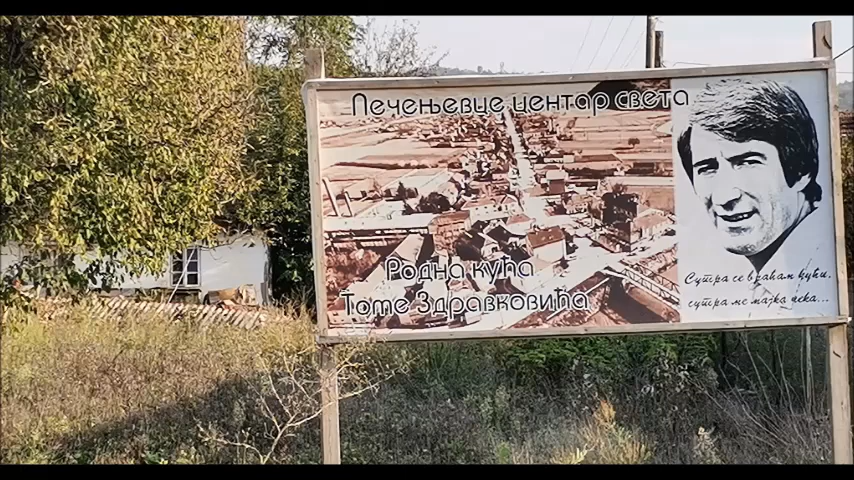 Печењевце центар света
Родна кућа
Томе Здравковића
Сутра се враћам кући,
сутра ме мајка чека...